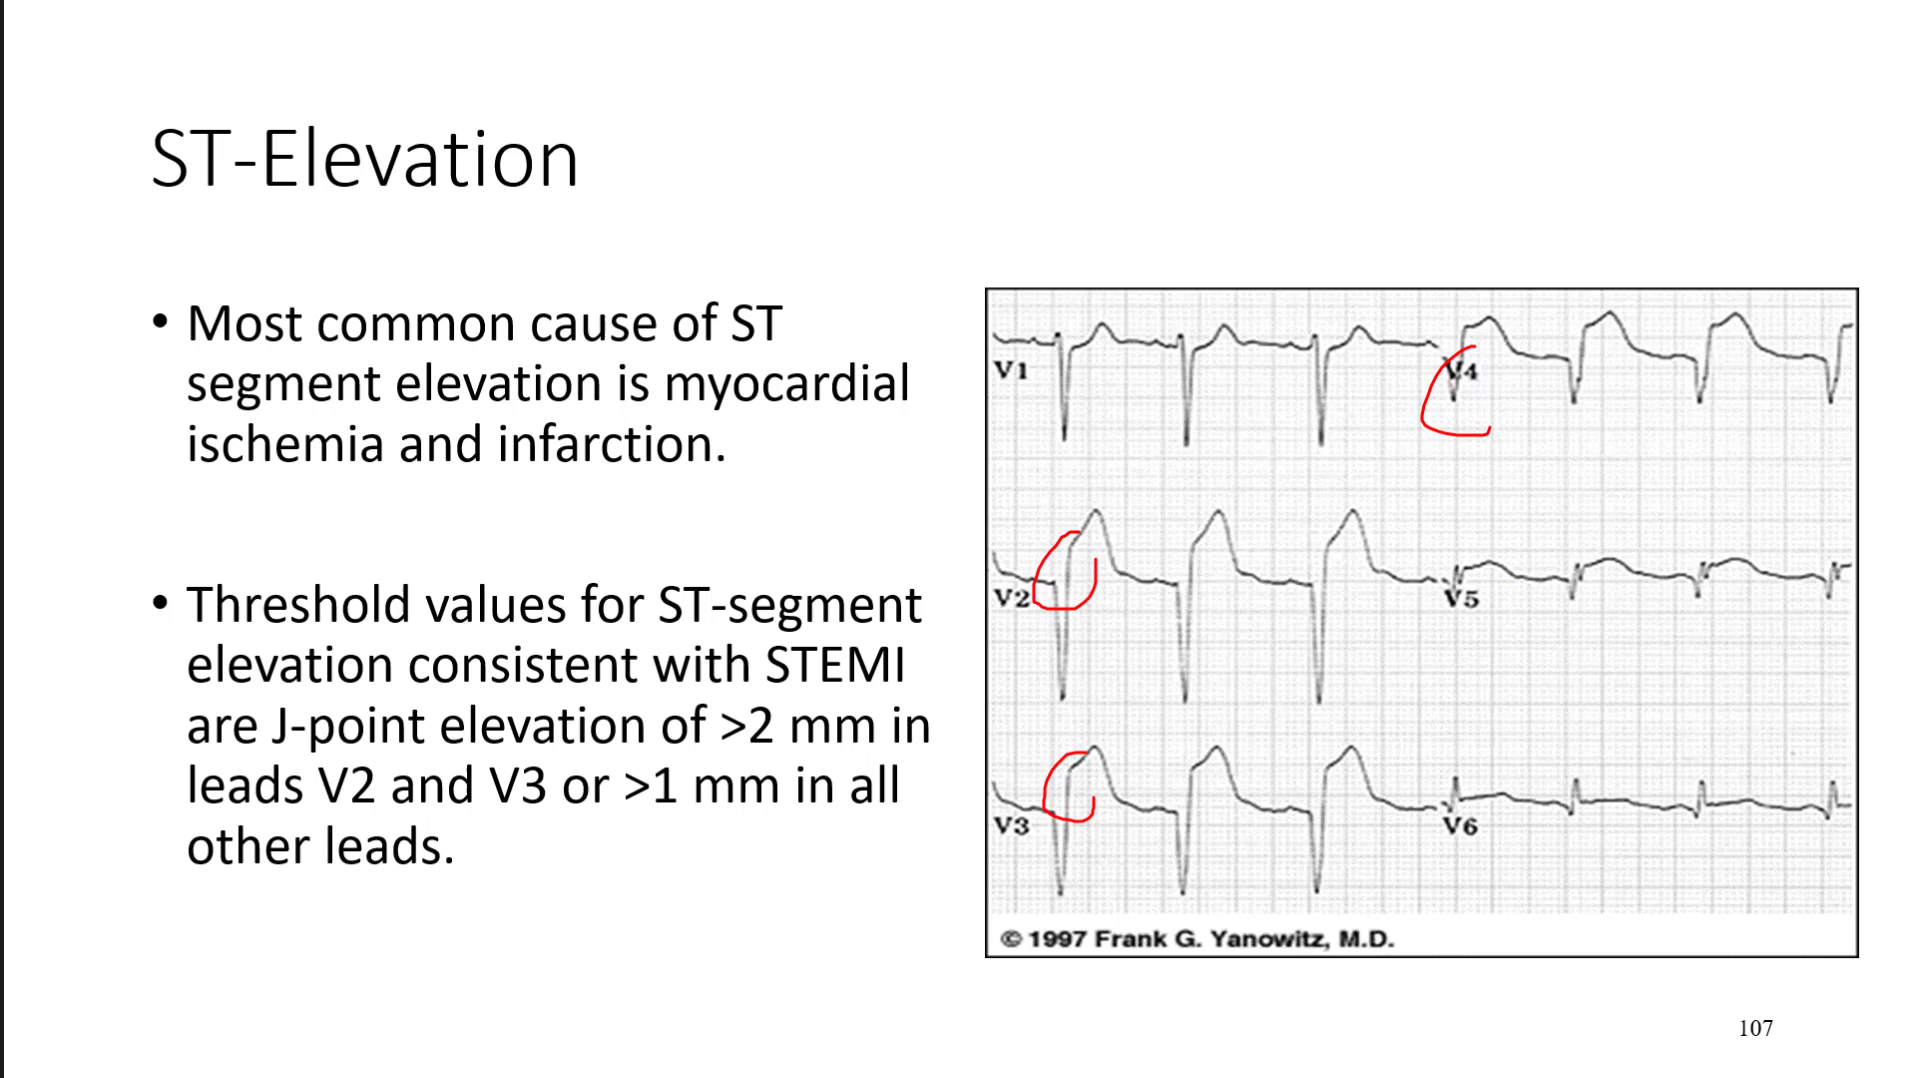 ST-Elevation
• Most common cause of ST
segment elevation is myocardial
ischemia and infarction.
• Threshold values for ST-segment
elevation consistent with STEMI
are J-point elevation of >2 mm in
leads V2 and V3 or >1 mm in all
other leads.
V1
V4
V2
V5
V3
V6
© 1997 Frank G. Yanowitz, M.D.
107